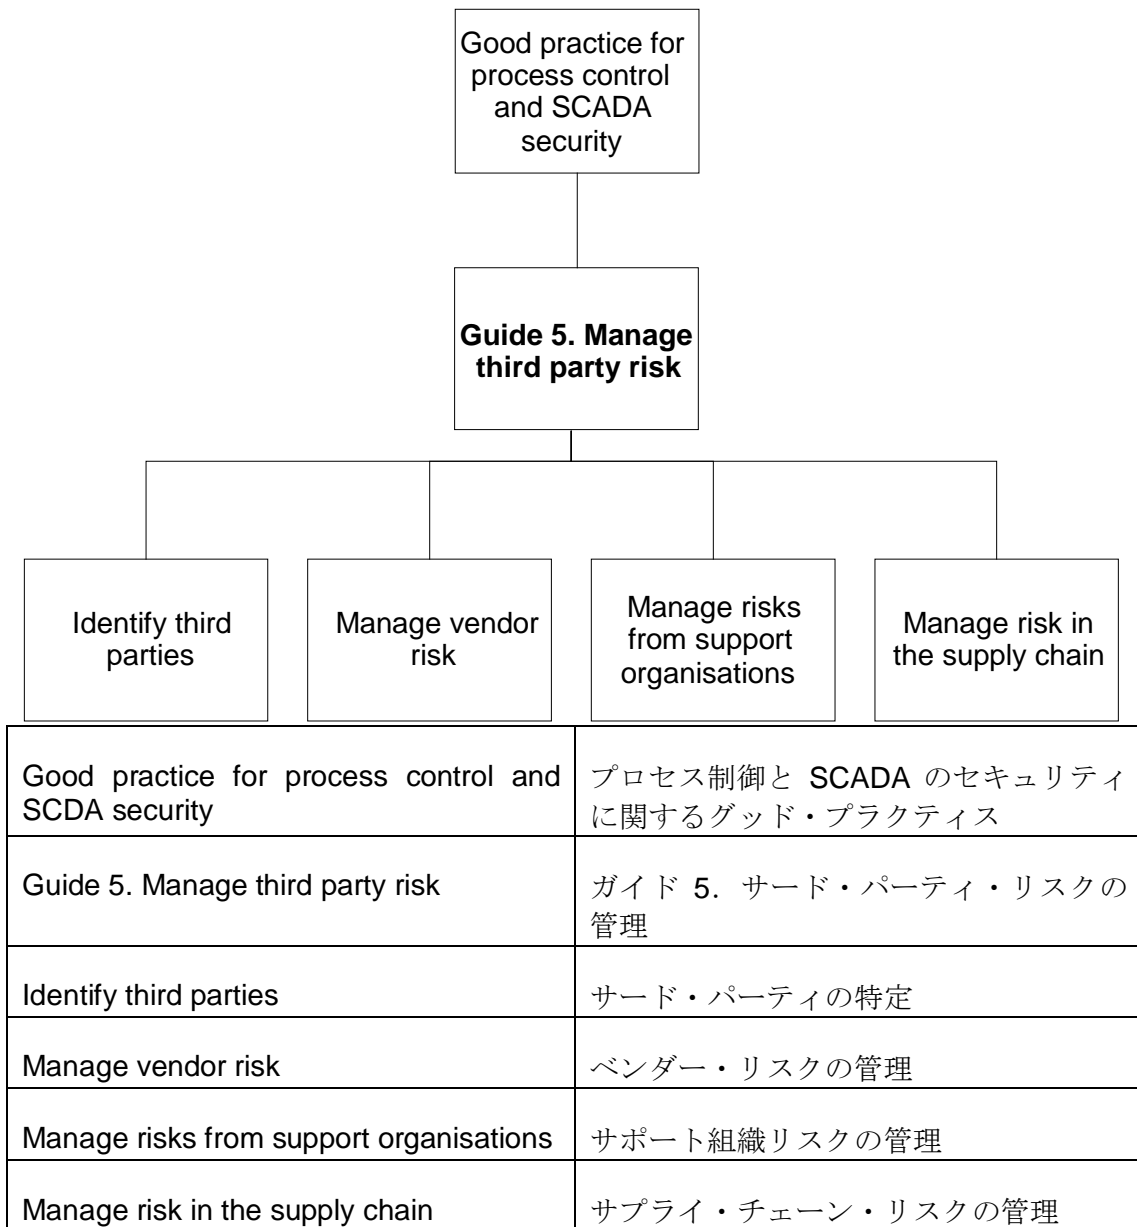 Good practice for
process control
and SCADA
security
Guide 5. Manage
third party risk
Identify third
parties
Manage vendor
risk
Manage risks
from support
organisations
Manage risk in
the supply chain
Good practice for process control and
SCDA security
プロセス制御と SCADA のセキュリティ
に関するグッド・プラクティス
Guide 5. Manage third party risk
ガイド 5. サード・パーティ・リスクの
管理
Identify third parties
サード・パーティの特定
Manage vendor risk
ベンダー・リスクの管理
Manage risks from support organisations
サポート組織リスクの管理
Manage risk in the supply chain
サプライ・チェーン・リスクの管理